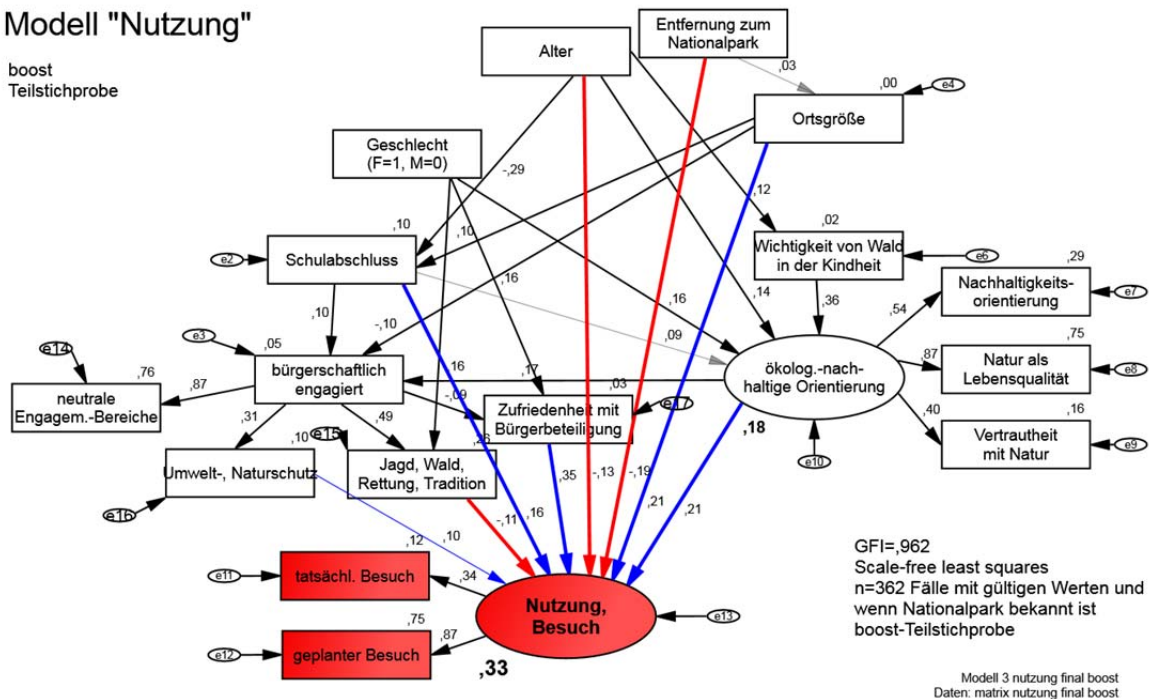 Modell "Nutzung"
boost
Teilstichprobe
Alter
Entfernung zum
Nationalpark
,03
,00
e4
Ortsgröße
Geschlecht
(F=1, M=0)
-,29
,12
,10
,10
,02
e2
Schulabschluss
Wichtigkeit von Wald
in der Kindheit
e6
,29
Nachhaltigkeits-
orientierung
e7
,16
,16
,14
,36
,54
,10
-,10
,09
e3
,05
e14
,76
,87
bürgerschaftlich
engagiert
,16
,17
,03
ökolog.-nach-
haltige Orientierung
,87
,75
Natur als
Lebensqualität
e8
neutrale
Engagem.-Bereiche
,31
,49
-,09
Zufriedenheit mit
Bürgerbeteiligung
e17
,18
,40
,16
Vertrautheit
mit Natur
e9
e10
,10
e15
,26
Umwelt-, Naturschutz
Jagd, Wald,
Rettung, Tradition
,35
-,13
-,19
,21
,21
e16
-,11
,16
,10
,12
e11
tatsächl. Besuch
,34
Nutzung,
Besuch
e13
,75
e12
geplanter Besuch
,87
,33
GFI=,962
Scale-free least squares
n=362 Fälle mit gültigen Werten und
wenn Nationalpark bekannt ist
boost-Teilstichprobe
Modell 3 nutzung final boost
Daten: matrix nutzung final boost